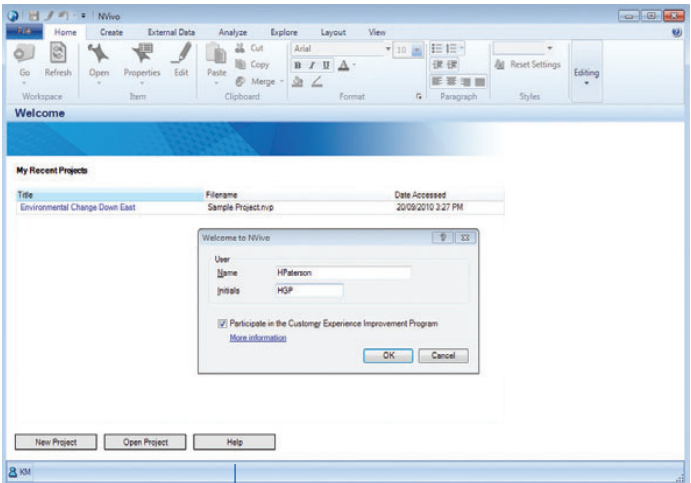 NVivo
File Home Create External Data Analyze Explore Layout View
Go Refresh Open Properties Edit Paste Cut Copy Merge Arial 10 B I U A Reset Settings Editing
Workspace Item Clipboard Format Paragraph Styles
Welcome
My Recent Projects
Title Filename Date Accessed
Environmental Change Down East Sample Project.nvp 20/09/2010 3:27 PM
Welcome to NVivo
User
Name HPaterson
Initials HGP
Participate in the Customer Experience Improvement Program
More information
OK Cancel
New Project Open Project Help
KM